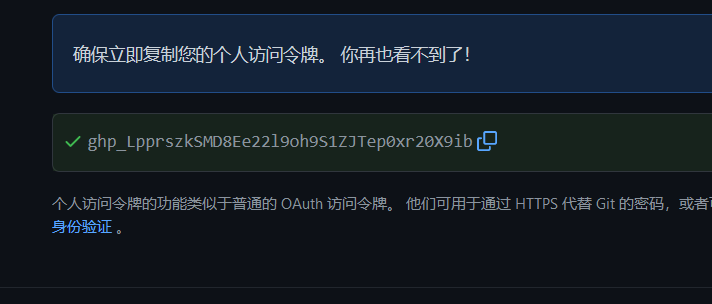 确保立即复制您的个人访问令牌。 你再也看不到了！
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
个人访问令牌的功能类似于普通的 OAuth 访问令牌。 他们可用于通过 HTTPS 代替 Git 的密码，或者
身份验证 。